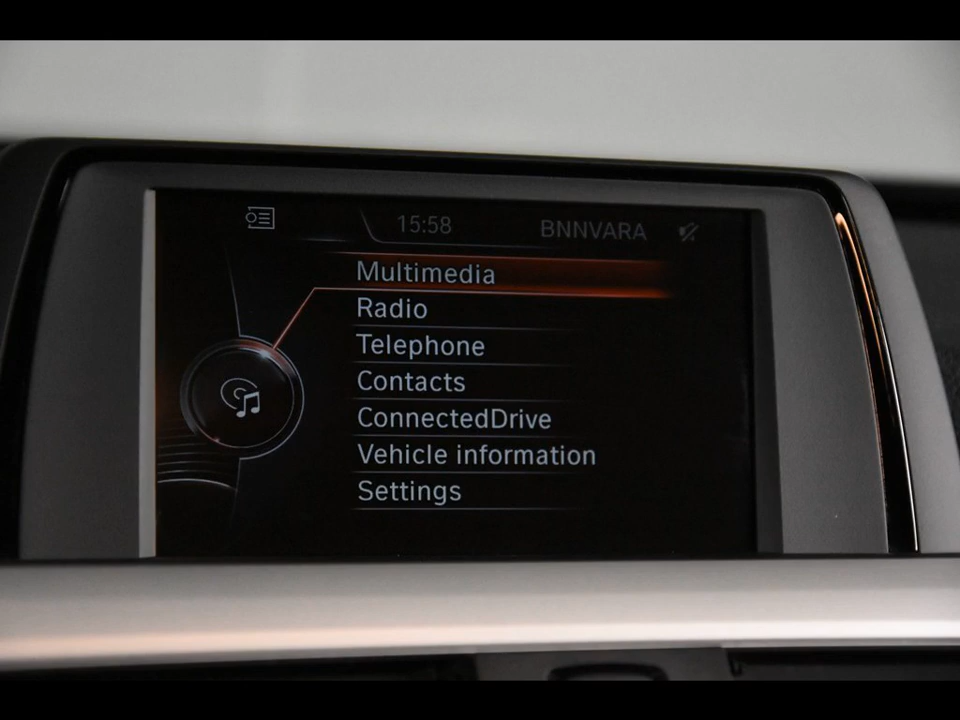 15:58 BNNVARA
Multimedia
Radio
Telephone
Contacts
ConnectedDrive
Vehicle information
Settings